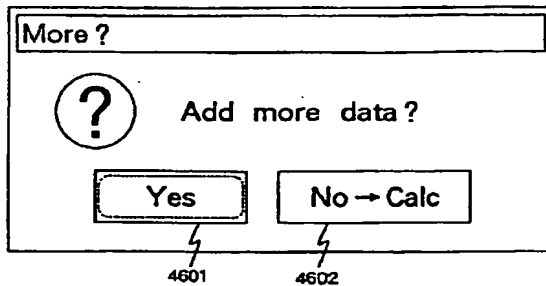 More ?
? Add more data ?
Yes No → Calc
4601 4602